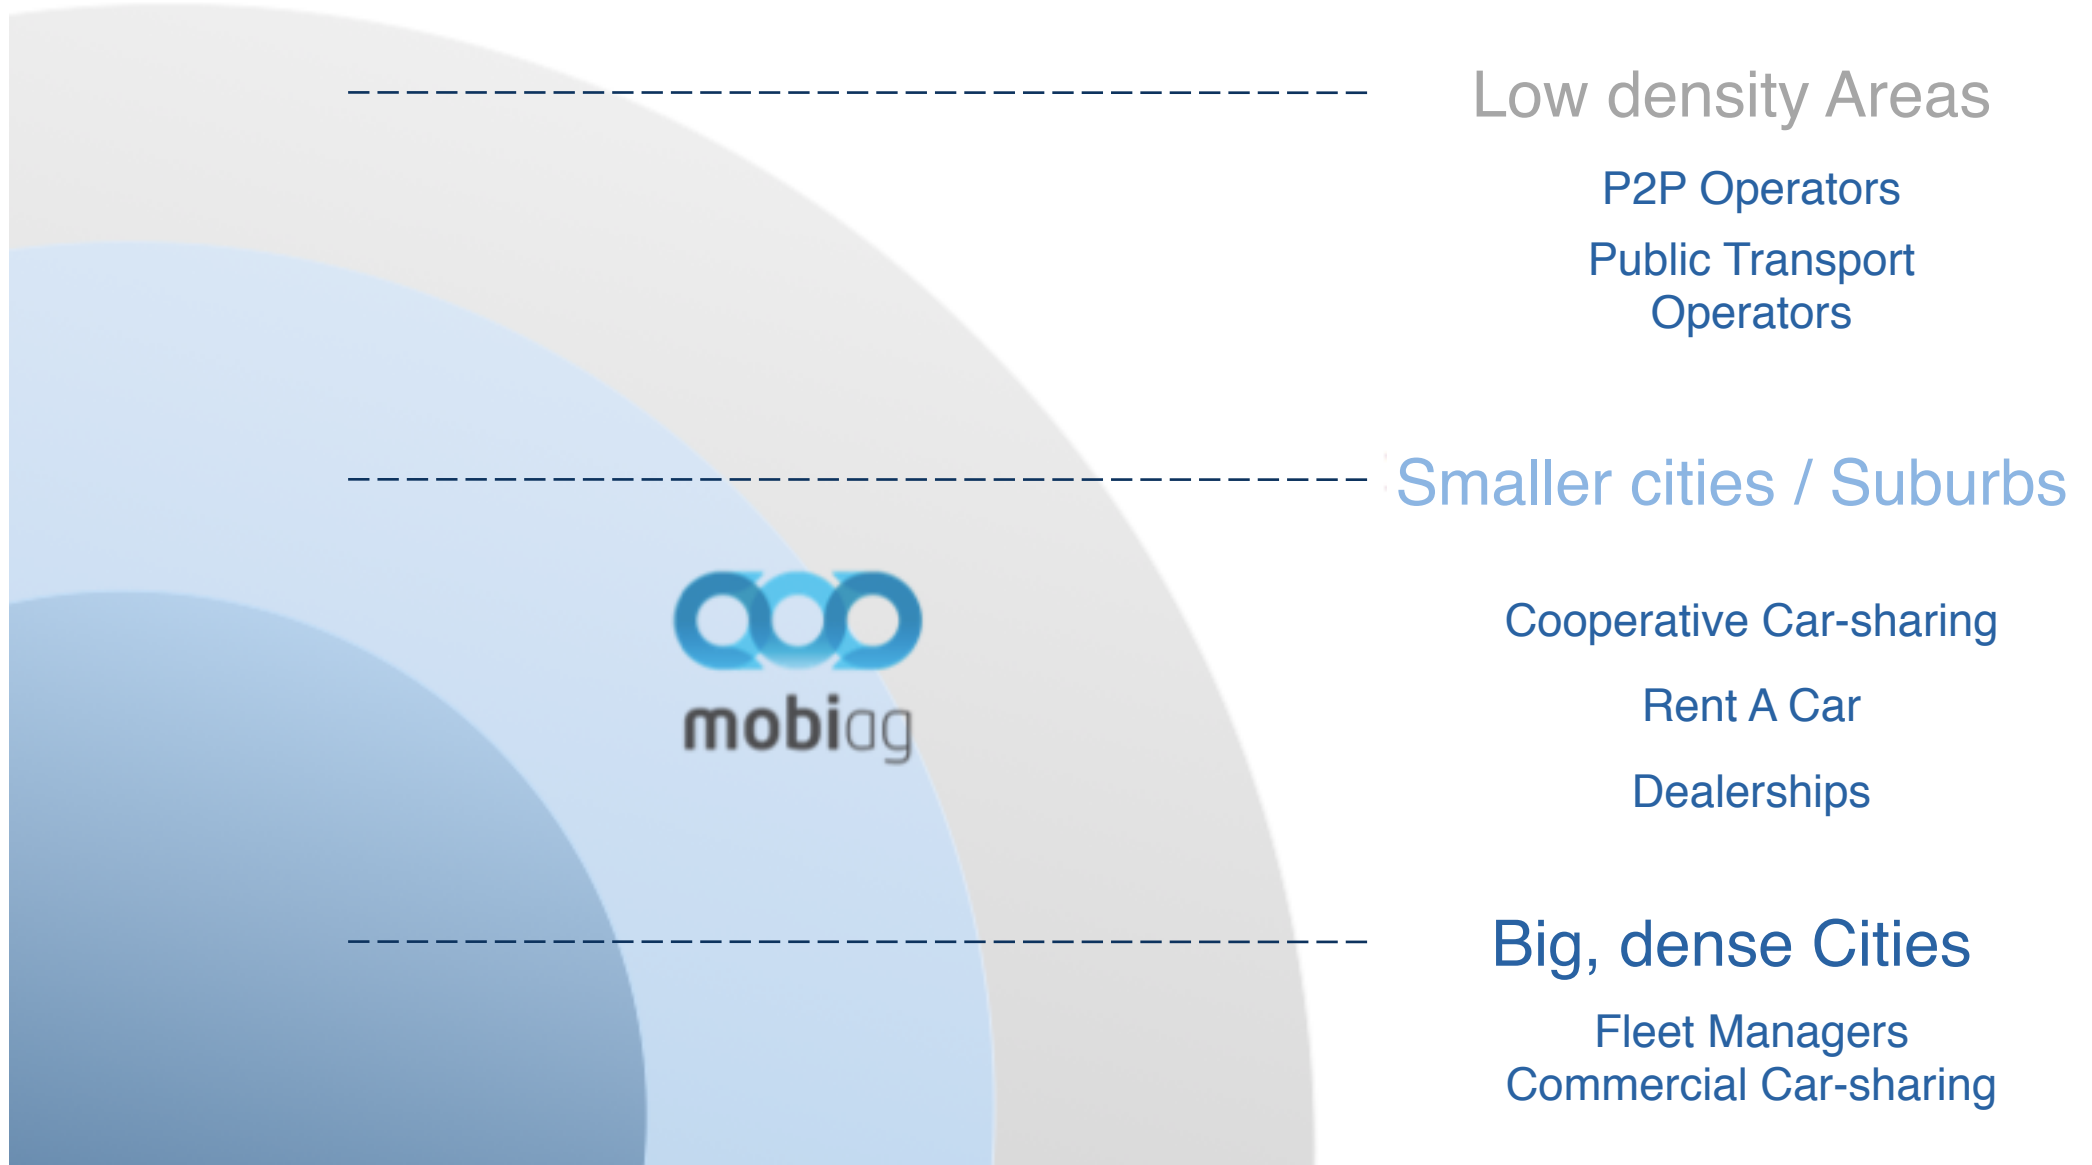 Low density Areas
P2P Operators
Public Transport
Operators
Smaller cities / Suburbs
mobiag
Cooperative Car-sharing
Rent A Car
Dealerships
Big, dense Cities
Fleet Managers
Commercial Car-sharing